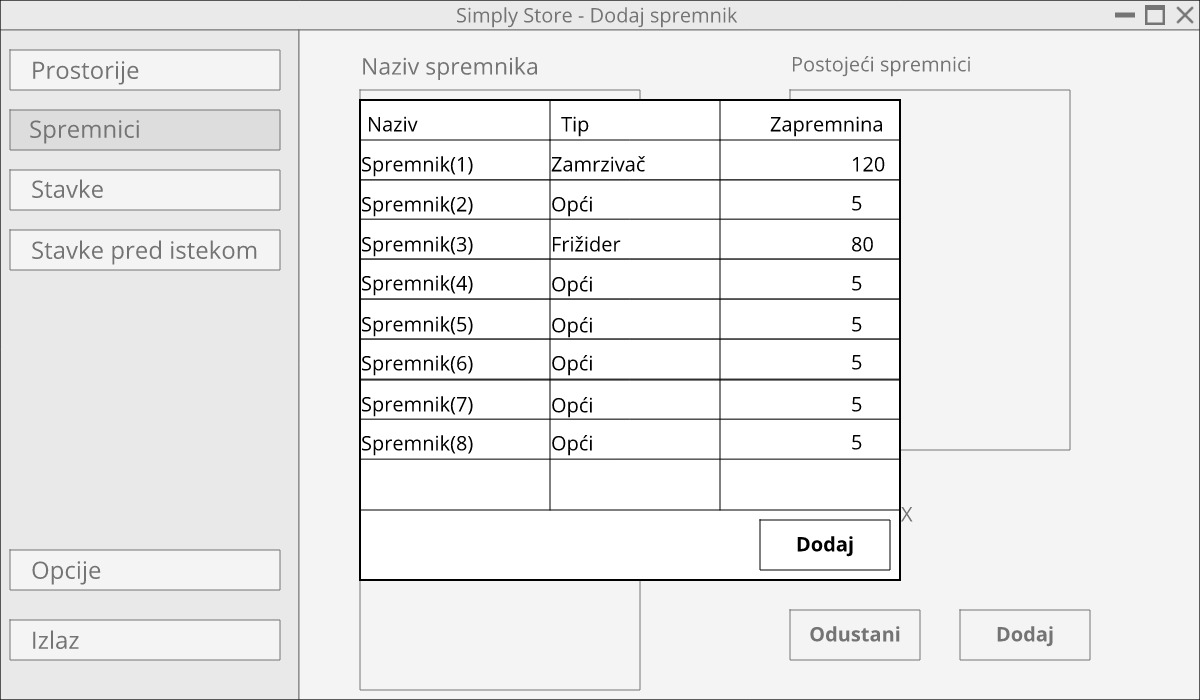 Simply Store - Dodaj spremnik
Prostorije
Spremnici
Stavke
Stavke pred istekom
Opcije
Izlaz
Naziv spremnika
Postojeći spremnici
Naziv Tip Zapremnina
Spremnik(1) Zamrzivač 120
Spremnik(2) Opći 5
Spremnik(3) Frižider 80
Spremnik(4) Opći 5
Spremnik(5) Opći 5
Spremnik(6) Opći 5
Spremnik(7) Opći 5
Spremnik(8) Opći 5
X
Dodaj
Odustani Dodaj